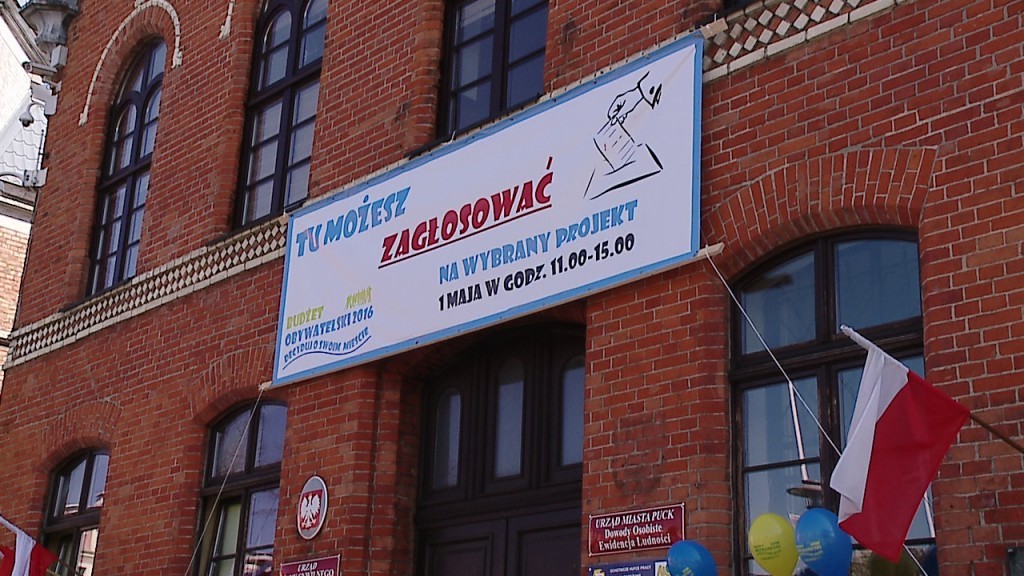 TU MOŻESZ
ZAGŁOSOWAĆ
NA WYBRANY PROJEKT
1 MAJA W GODZ. 11.00-15.00
BUDŻET
OBYWATELSKI 2016
DECYDUJ O SWOIM MIEŚCIE
URZĄD MIASTA PUCK
Dowody Osobiste
Ewidencja Ludności
URZĄD